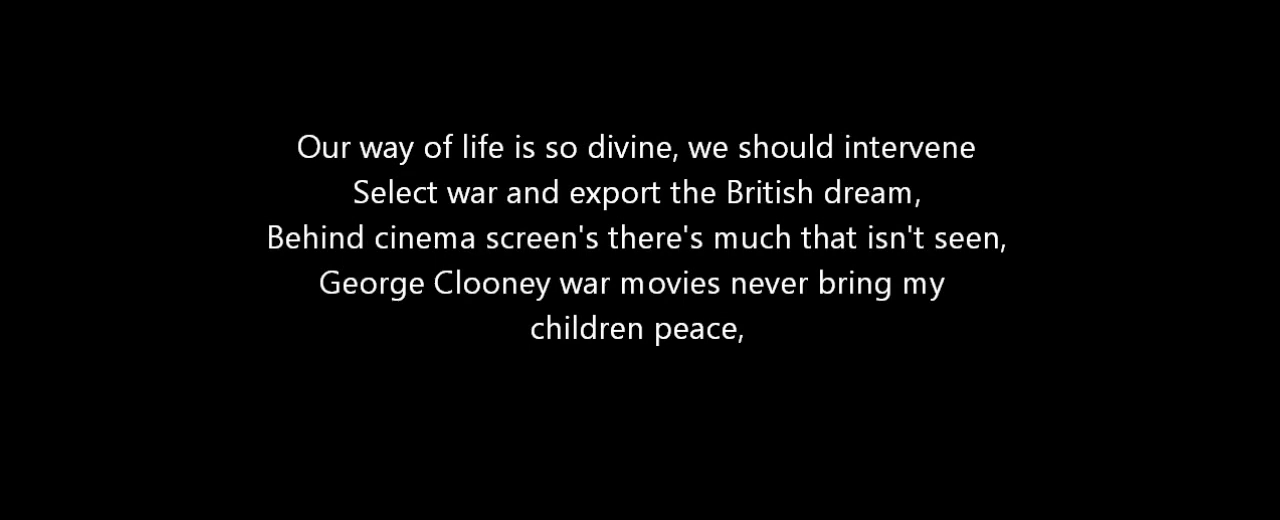 Our way of life is so divine, we should intervene
Select war and export the British dream,
Behind cinema screen's there's much that isn't seen,
George Clooney war movies never bring my
children peace,